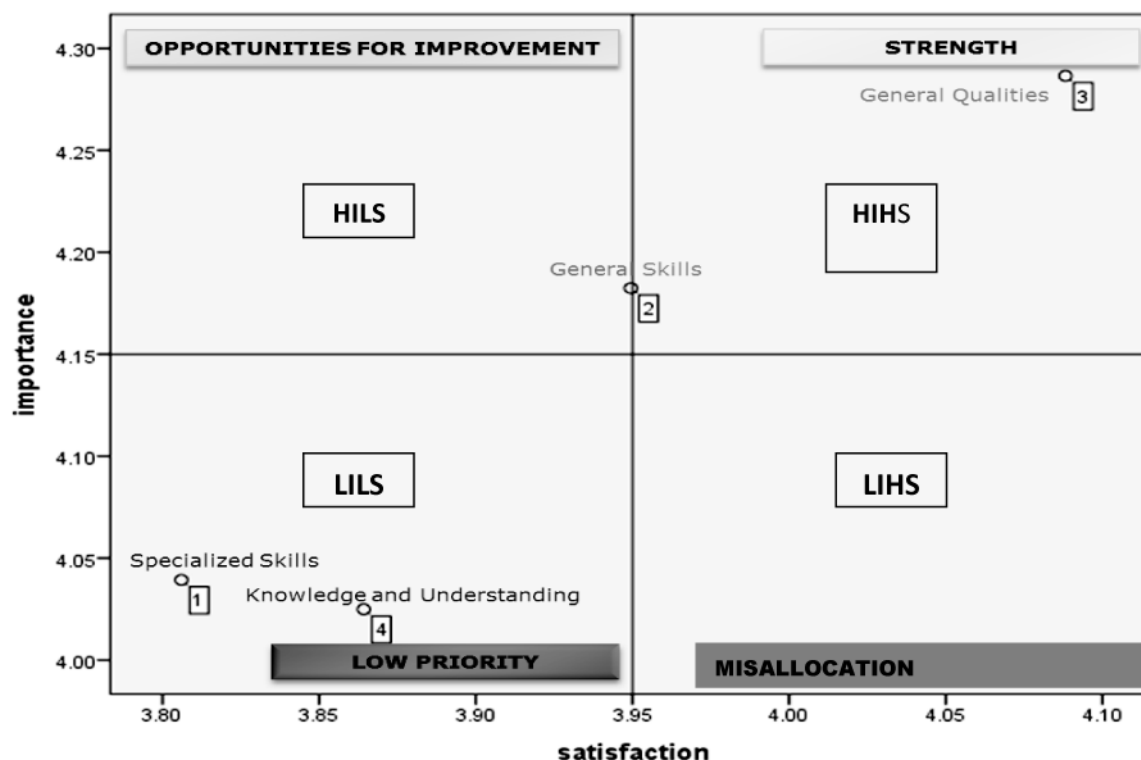 OPPORTUNITIES FOR IMPROVEMENT
STRENGTH
General Qualities
3
HILS
HIHS
General Skills
2
LILS
LIHS
Specialized Skills
1
Knowledge and Understanding
4
LOW PRIORITY
MISALLOCATION
importance
4.30
4.25
4.20
4.15
4.10
4.05
4.00
3.80 3.85 3.90 3.95 4.00 4.05 4.10
satisfaction